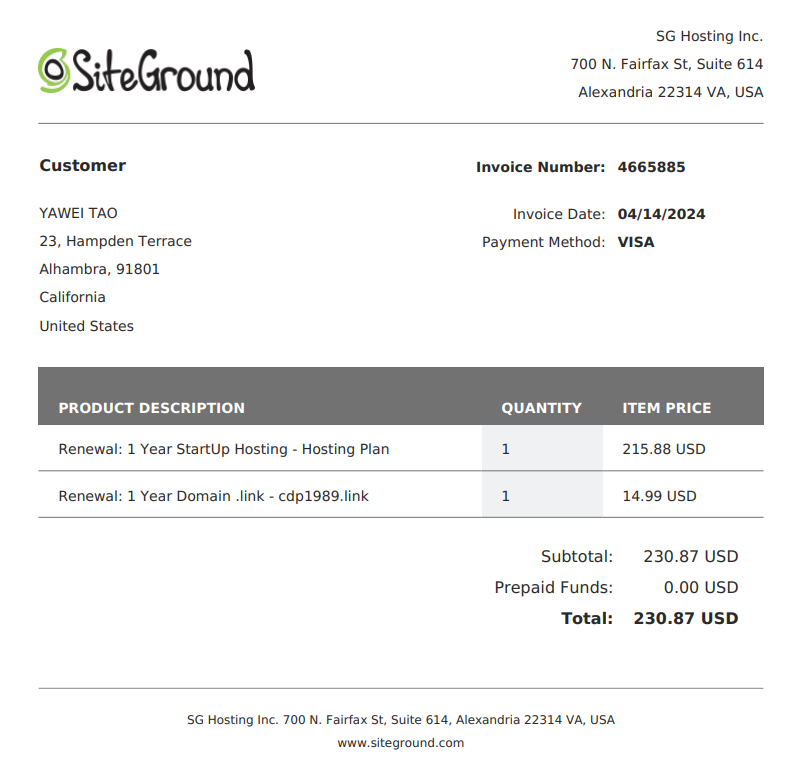 SiteGround
SG Hosting Inc.
700 N. Fairfax St, Suite 614
Alexandria 22314 VA, USA
Customer
Invoice Number: 4665885
YAWEI TAO
Invoice Date: 04/14/2024
23, Hampden Terrace
Payment Method: VISA
Alhambra, 91801
California
United States
PRODUCT DESCRIPTION QUANTITY ITEM PRICE
Renewal: 1 Year StartUp Hosting - Hosting Plan 1 215.88 USD
Renewal: 1 Year Domain .link - cdp1989.link 1 14.99 USD
Subtotal: 230.87 USD
Prepaid Funds: 0.00 USD
Total: 230.87 USD
SG Hosting Inc. 700 N. Fairfax St, Suite 614, Alexandria 22314 VA, USA
www.siteground.com